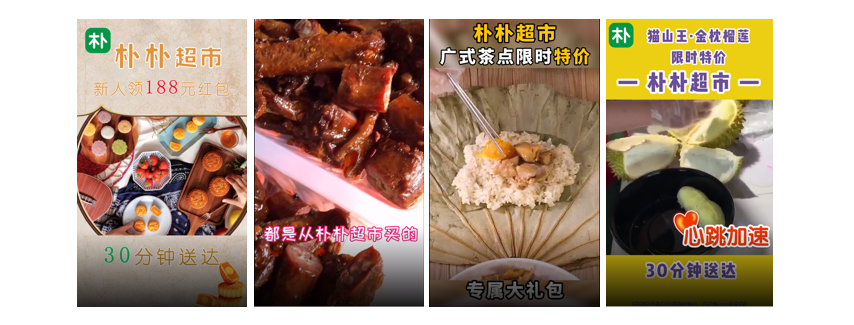 朴
朴朴超市
新人领188元红包
30分钟送达
都是从朴朴超市买的
朴朴超市
广式茶点限时特价
专属大礼包
朴
猫山王·金枕榴莲
限时特价
— 朴朴超市 —
心跳加速
30分钟送达